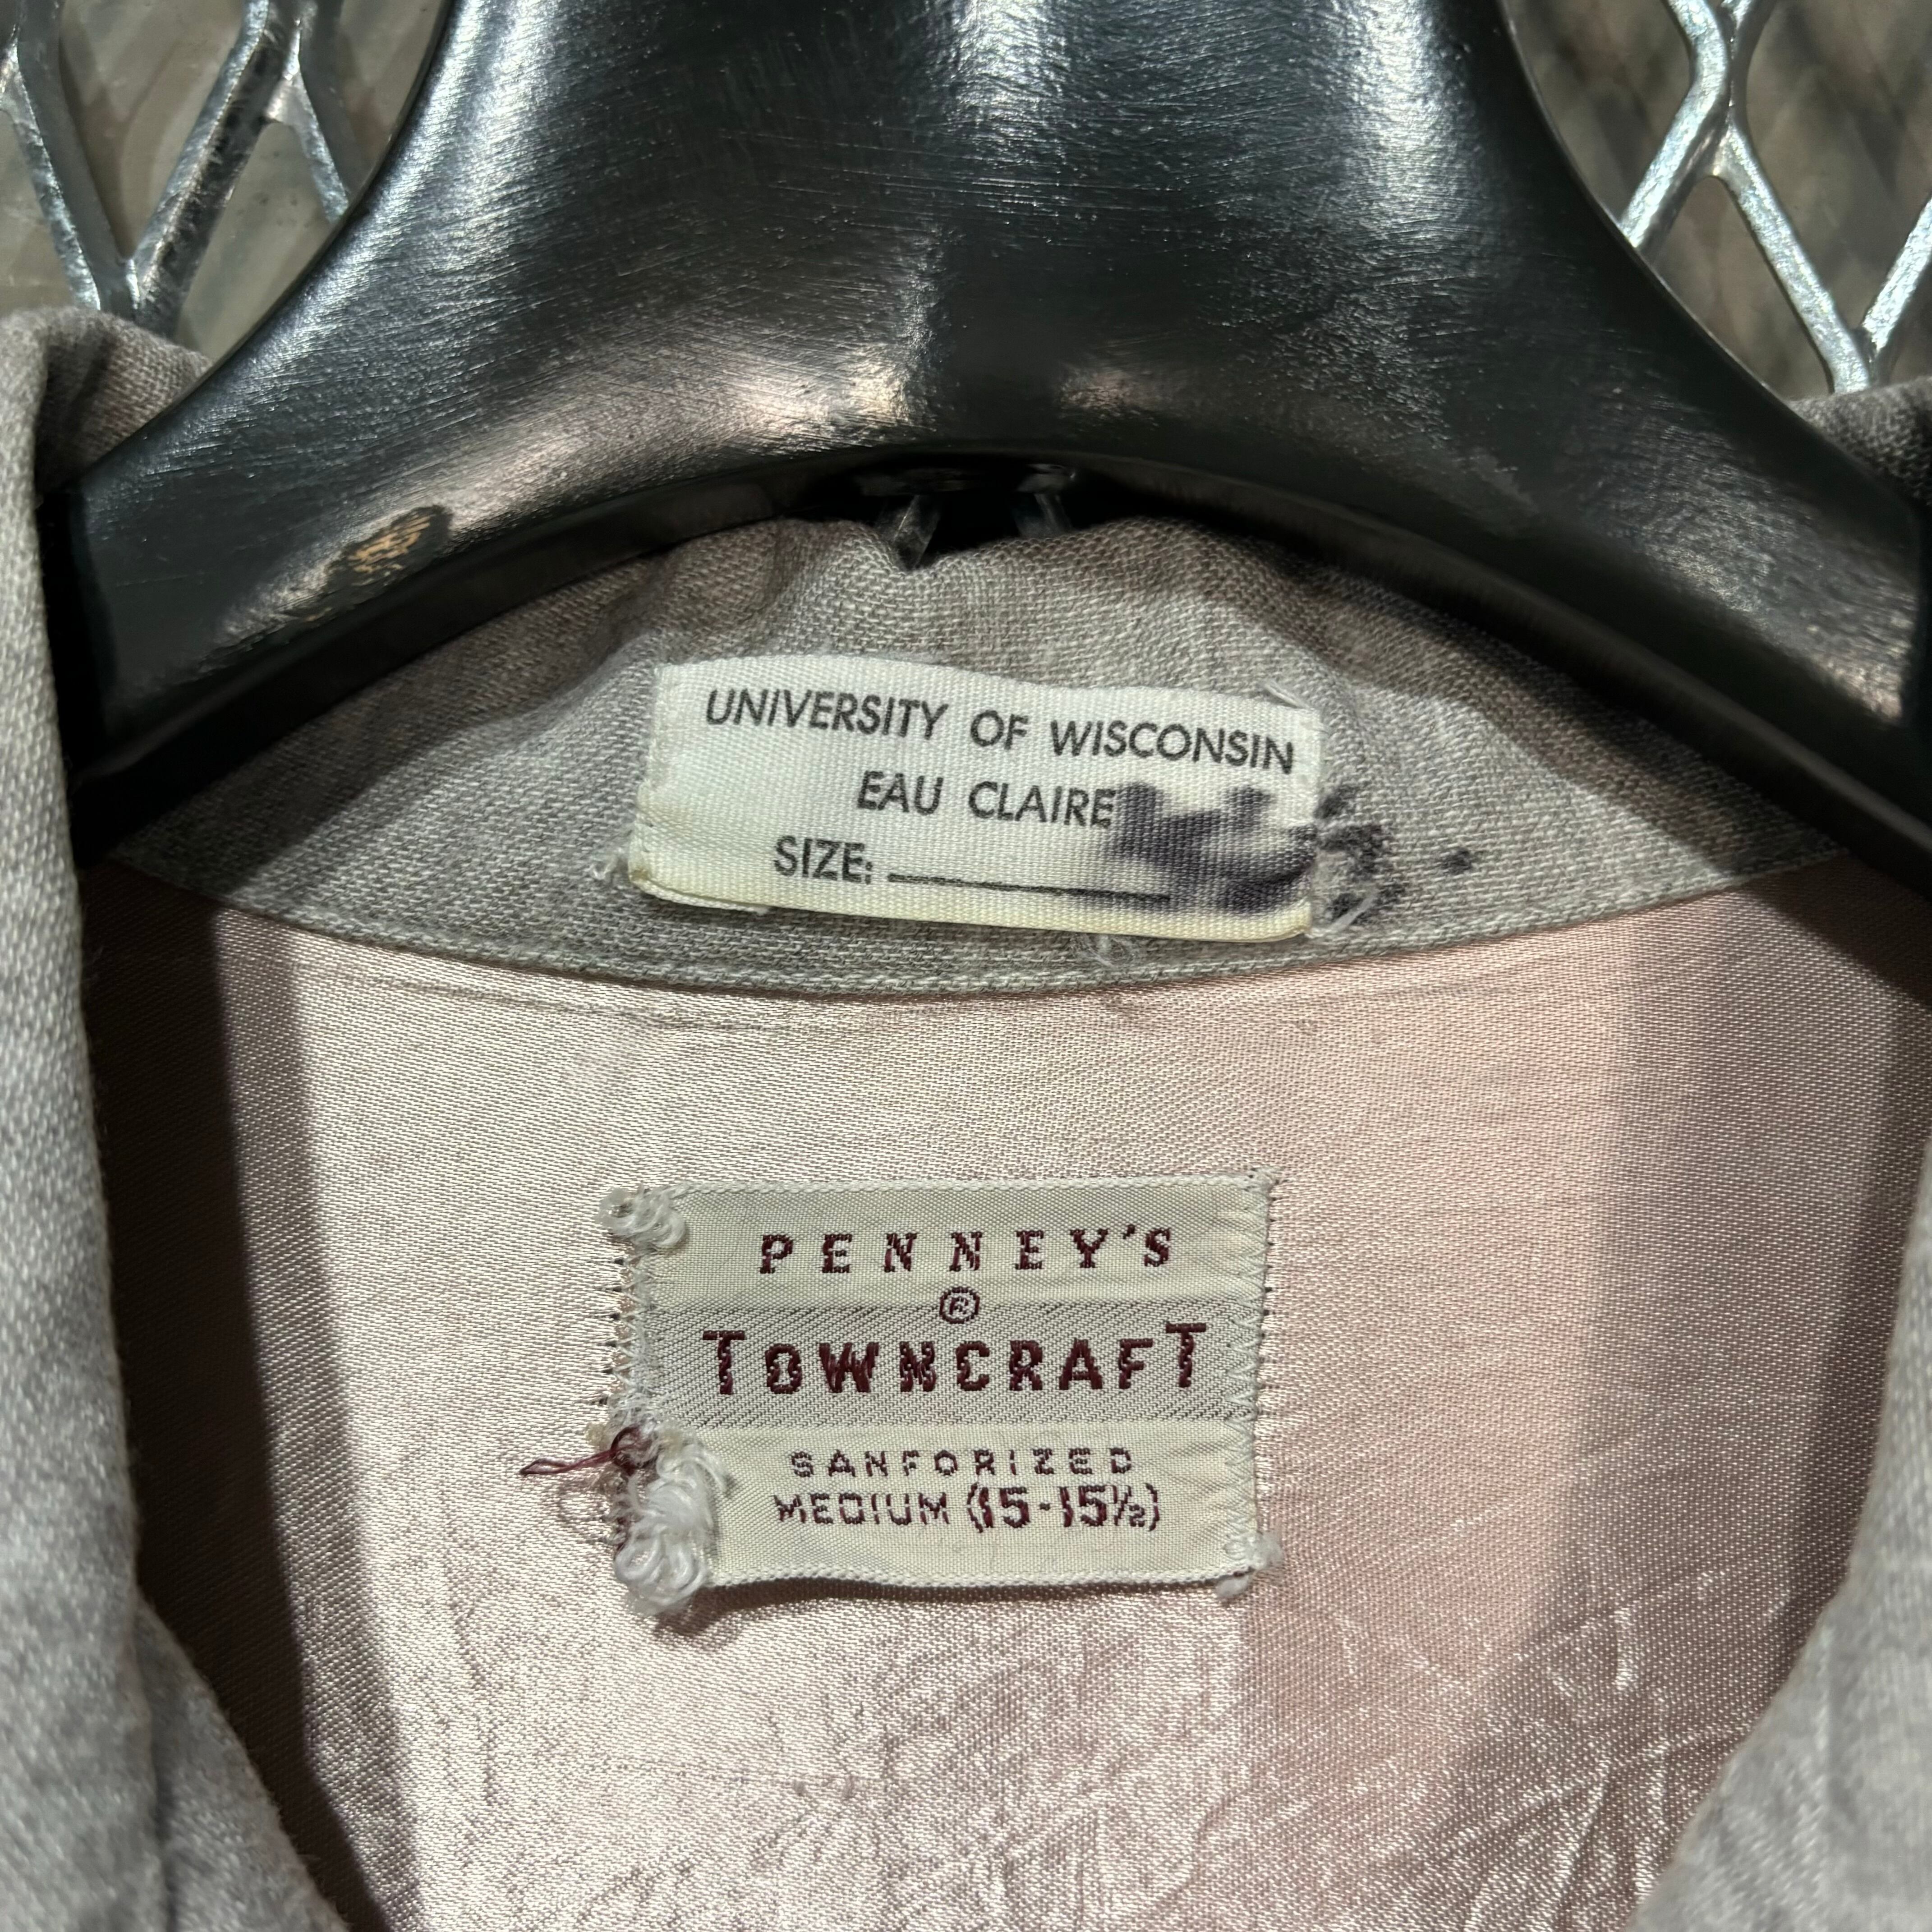 UNIVERSITY OF WISCONSIN
EAU CLAIRE
SIZE:
PENNEY'S
®
TOWNCRAFT
SANFORIZED
MEDIUM (15-15½)